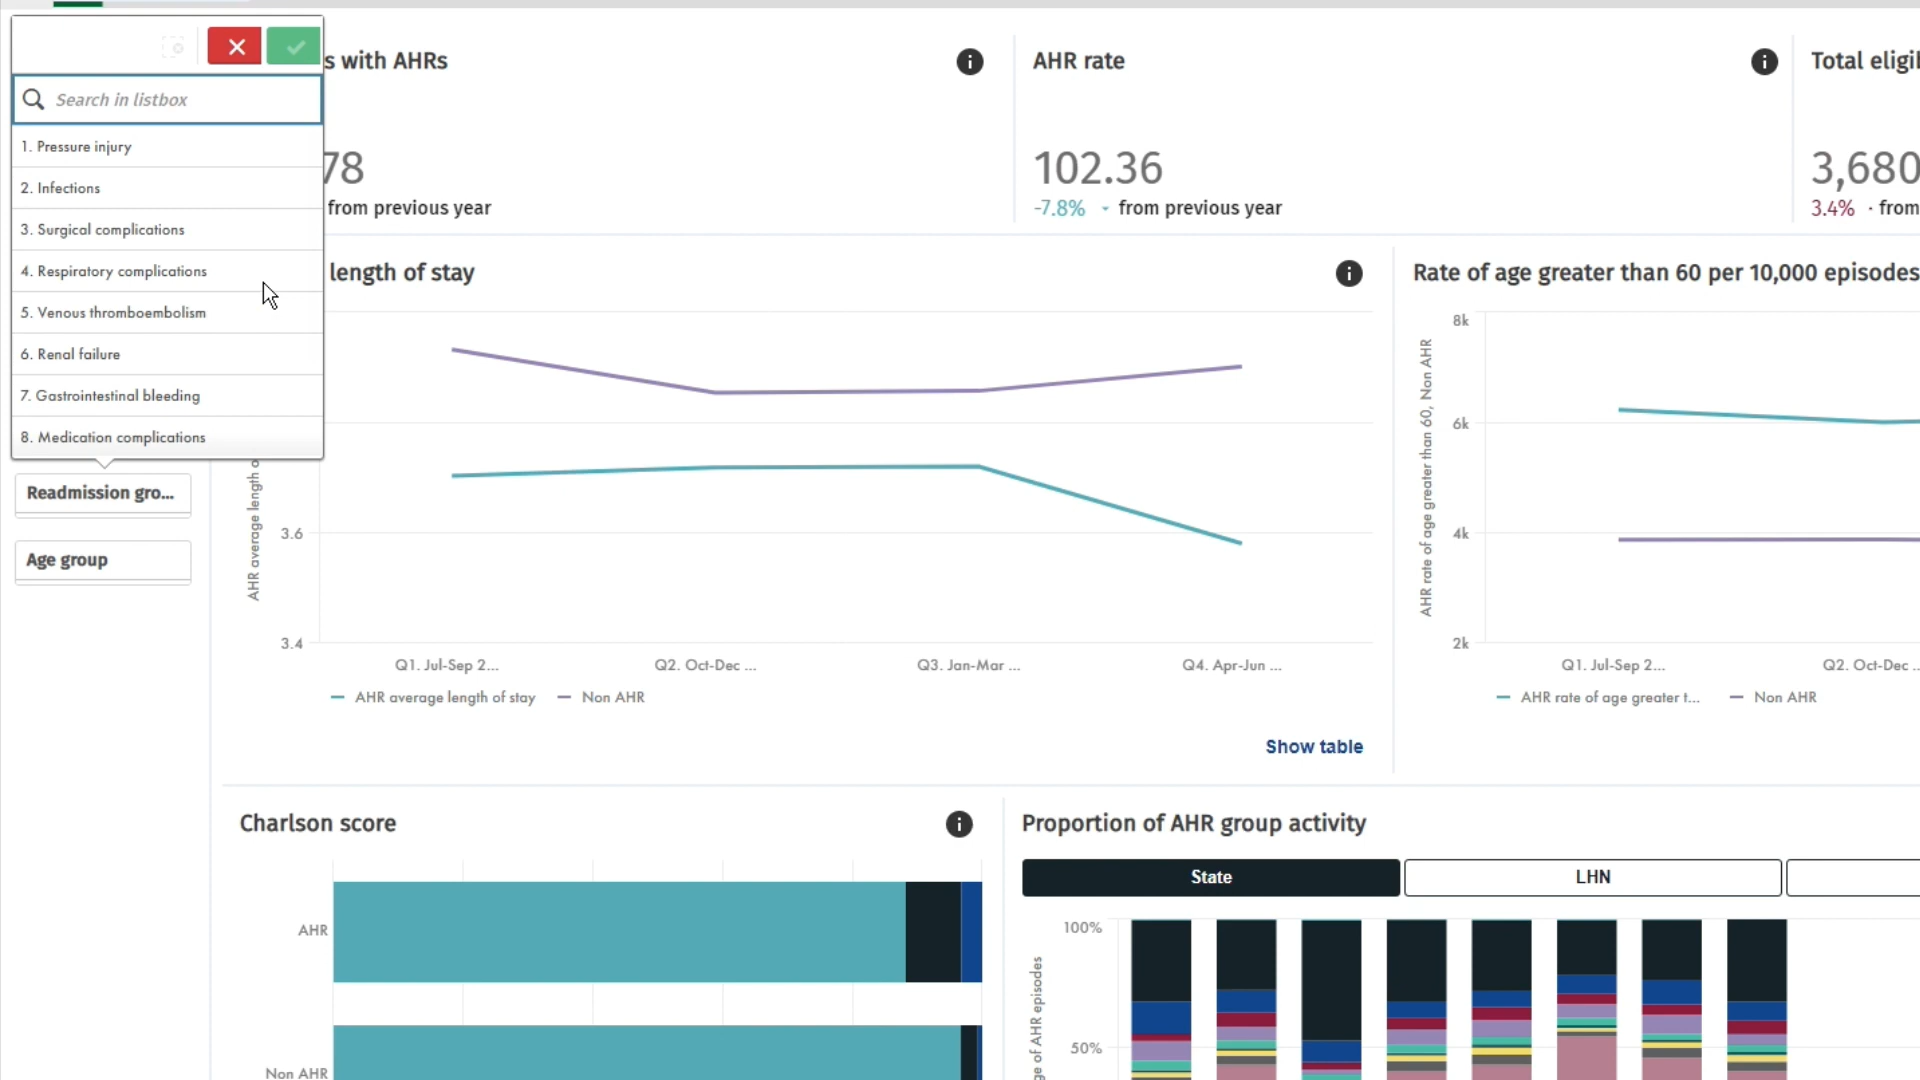 s with AHRs
AHR rate
Total eligib
Search in listbox
1. Pressure injury
2. Infections
3. Surgical complications
4. Respiratory complications
5. Venous thromboembolism
6. Renal failure
7. Gastrointestinal bleeding
8. Medication complications
78
from previous year
102.36
-7.8% from previous year
3,680
3.4% from
Readmission gro...
Age group
length of stay
AHR average length o
3.6
3.4
Q1. Jul-Sep 2...
Q2. Oct-Dec ...
Q3. Jan-Mar ...
Q4. Apr-Jun ...
AHR average length of stay
Non AHR
Show table
Rate of age greater than 60 per 10,000 episodes
AHR rate of age greater than 60, Non AHR
8k
6k
4k
2k
Q1. Jul-Sep 2...
Q2. Oct-Dec ..
AHR rate of age greater t...
Non AHR
Charlson score
AHR
Non AHR
Proportion of AHR group activity
State
LHN
ge of AHR episodes
100%
50%